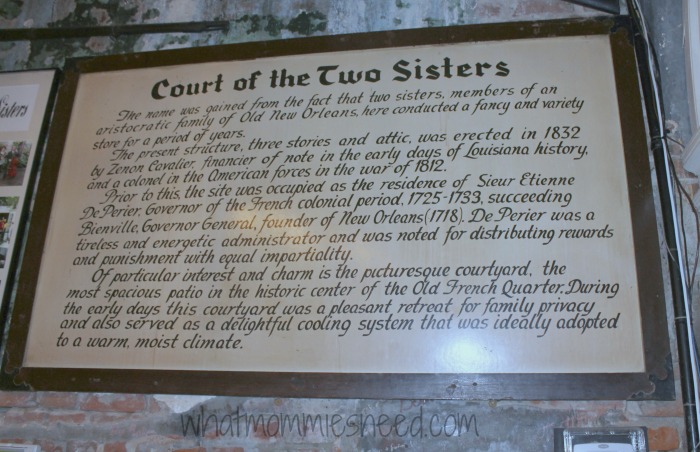 Court of the Two Sisters
The name was gained from the fact that two sisters, members of an
aristocratic family of Old New Orleans, here conducted a fancy and variety
store for a period of years.
The present structure, three stories and attic, was erected in 1832
by Zenon Cavalier, financier of note in the early days of Louisiana history,
and a colonel in the American forces in the war of 1812.
Prior to this, the site was occupied as the residence of Sieur Etienne
De Perier, Governor of the French colonial period, 1725-1733, succeeding
Bienville, Governor General, founder of New Orleans (1718). De Perier was a
tireless and energetic administrator and was noted for distributing rewards
and punishment with equal impartiality.
Of particular interest and charm is the picturesque courtyard, the
most spacious patio in the historic center of the Old French Quarter. During
the early days this courtyard was a pleasant retreat for family privacy
and also served as a delightful cooling system that was ideally adopted
to a warm, moist climate."
Sisters
whatmommiesneed.com